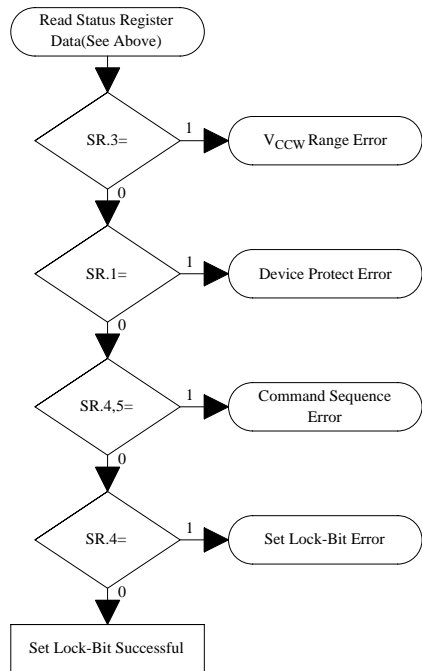 Read Status Register
Data(See Above)
SR.3=
1
VCCW Range Error
0
SR.1=
1
Device Protect Error
0
SR.4,5=
1
Command Sequence
Error
0
SR.4=
1
Set Lock-Bit Error
0
Set Lock-Bit Successful